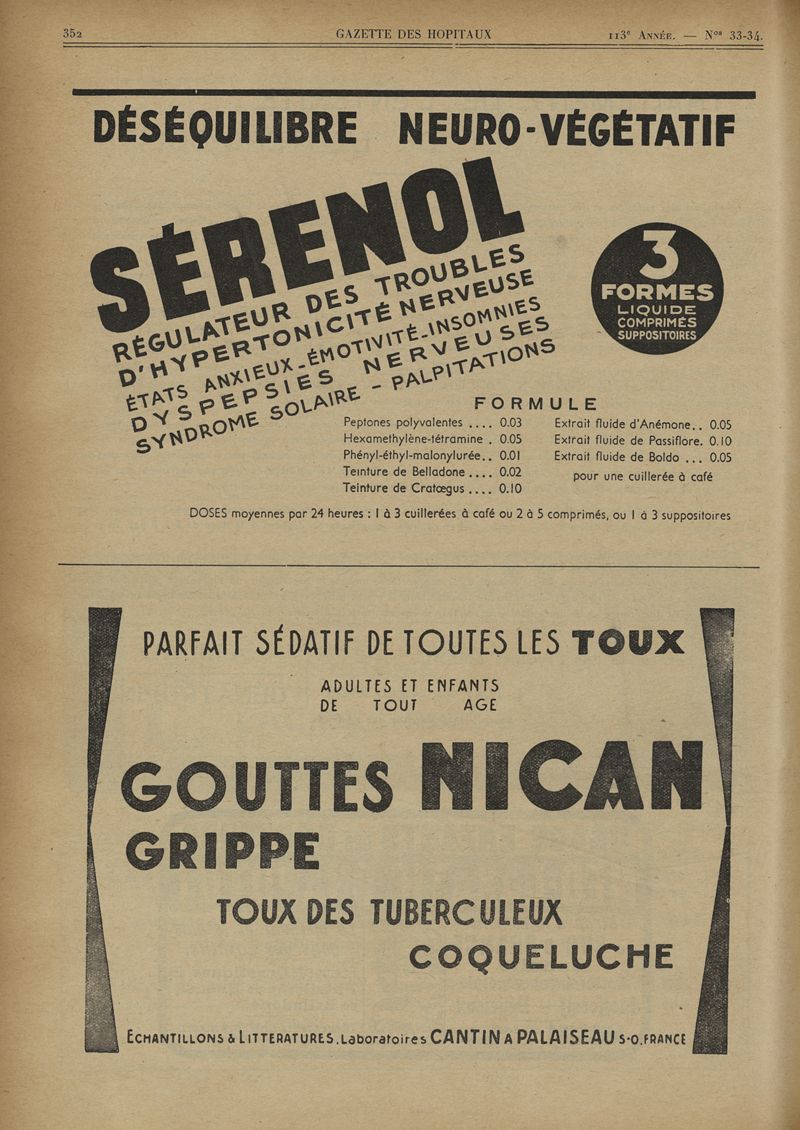 352 GAZETTE DES HOPITAUX 113e ANNÉE. — Nos 33-34.
DÉSÉQUILIBRE NEURO-VÉGÉTATIF
SÉRENOL
RÉGULATEUR DES TROUBLES
D'HYPERTONICITÉ NERVEUSE
ÉTATS ANXIEUX-ÉMOTIVITÉ-INSOMNIES
DYSPEPSIES NERVEUSES
SYNDROME SOLAIRE - PALPITATIONS
3
FORMES
LIQUIDE
COMPRIMÉS
SUPPOSITOIRES
FORMULE
Peptones polyvalentes .... 0.03
Hexamethylène-tétramine . 0.05
Phényl-éthyl-malonylurée.. 0.01
Teinture de Belladone .... 0.02
Teinture de Cratœgus .... 0.10
Extrait fluide d'Anémone.. 0.05
Extrait fluide de Passiflore. 0.10
Extrait fluide de Boldo ... 0.05
pour une cuillerée à café
DOSES moyennes par 24 heures : 1 à 3 cuillerées à café ou 2 à 5 comprimés, ou 1 à 3 suppositoires
PARFAIT SÉDATIF DE TOUTES LES TOUX
ADULTES ET ENFANTS
DE TOUT AGE
GOUTTES NICAN
GRIPPE
TOUX DES TUBERCULEUX
COQUELUCHE
ECHANTILLONS & LITTERATURES. Laboratoires CANTIN A PALAISEAU S-O. FRANCE